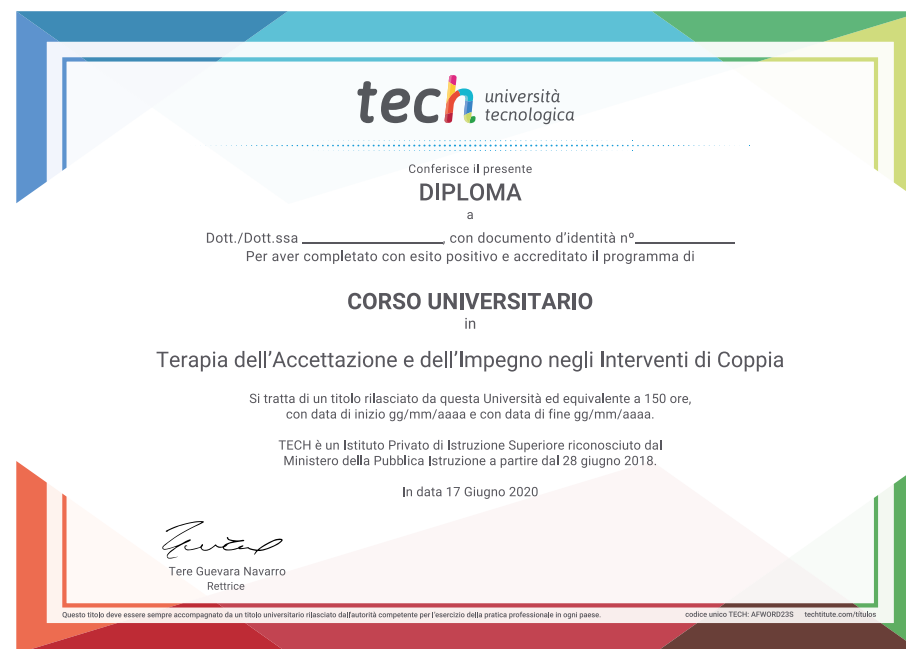 tech università
tecnologica
Conferisce il presente
DIPLOMA
a
Dott./Dott.ssa ________________, con documento d'identità nº____________
Per aver completato con esito positivo e accreditato il programma di
CORSO UNIVERSITARIO
in
Terapia dell'Accettazione e dell'Impegno negli Interventi di Coppia
Si tratta di un titolo rilasciato da questa Università ed equivalente a 150 ore,
con data di inizio gg/mm/aaaa e con data di fine gg/mm/aaaa.
TECH è un Istituto Privato di Istruzione Superiore riconosciuto dal
Ministero della Pubblica Istruzione a partire dal 28 giugno 2018.
In data 17 Giugno 2020
Tere Guevara Navarro
Rettrice
Questo titolo deve essere sempre accompagnato da un titolo universitario rilasciato dall'autorità competente per l'esercizio della pratica professionale in ogni paese. codice unico TECH: AFWORD23S techtitute.com/títulos